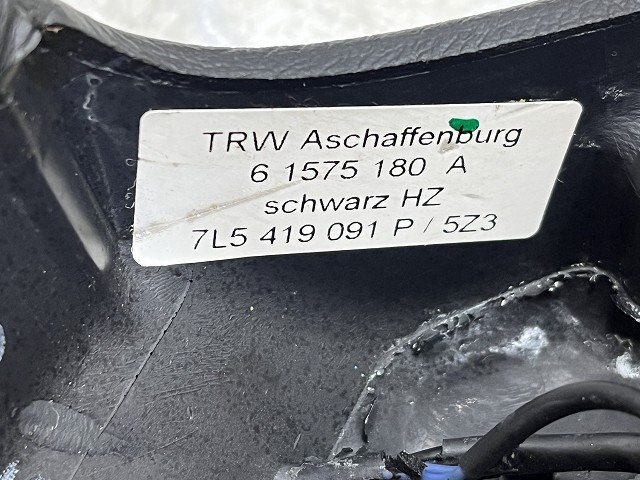 TRW Aschaffenburg
6 1575 180 A
schwarz HZ
7L5 419 091 P / 5Z3